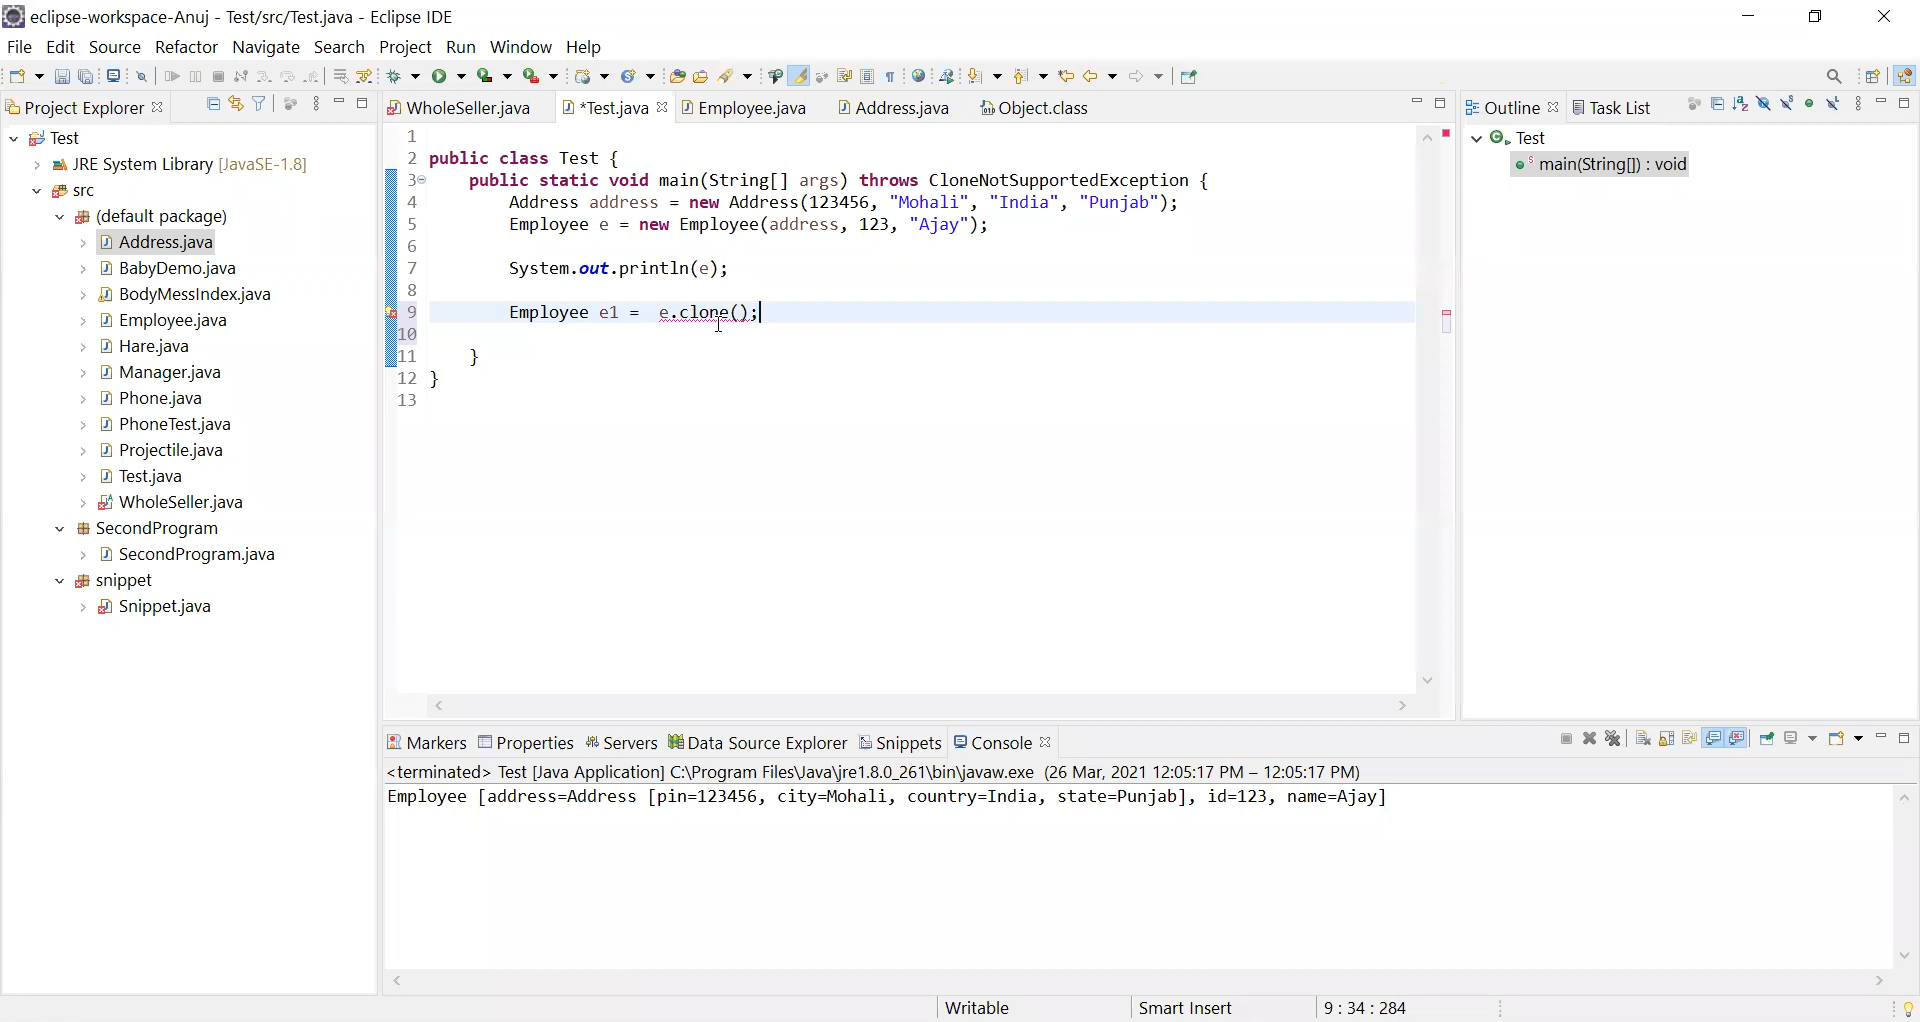 eclipse-workspace-Anuj - Test/src/Test.java - Eclipse IDE
File Edit Source Refactor Navigate Search Project Run Window Help
Project Explorer
Test
JRE System Library [JavaSE-1.8]
src
(default package)
Address.java
BabyDemo.java
BodyMessIndex.java
Employee.java
Hare.java
Manager.java
Phone.java
PhoneTest.java
Projectile.java
Test.java
WholeSeller.java
SecondProgram
SecondProgram.java
snippet
Snippet.java
WholeSeller.java *Test.java Employee.java Address.java Object.class
1
2 public class Test {
3 public static void main(String[] args) throws CloneNotSupportedException {
4 Address address = new Address(123456, "Mohali", "India", "Punjab");
5 Employee e = new Employee(address, 123, "Ajay");
6
7 System.out.println(e);
8
9 Employee e1 =  e.clone();
10
11 }
12 }
13
Outline Task List
Test
main(String[]) : void
Markers Properties Servers Data Source Explorer Snippets Console
<terminated> Test [Java Application] C:\Program Files\Java\jre1.8.0_261\bin\javaw.exe (26 Mar, 2021 12:05:17 PM – 12:05:17 PM)
Employee [address=Address [pin=123456, city=Mohali, country=India, state=Punjab], id=123, name=Ajay]
Writable Smart Insert 9 : 34 : 284